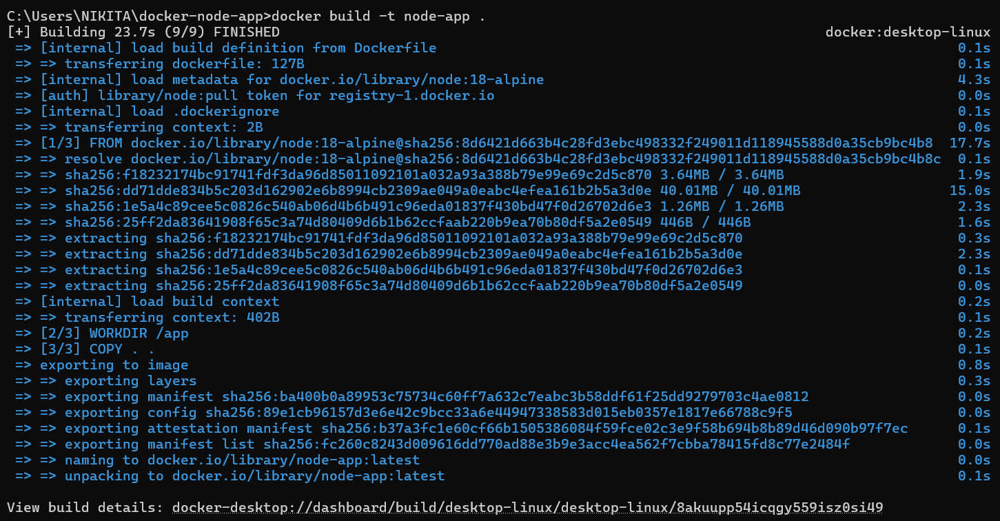 C:\Users\NIKITA\docker-node-app>docker build -t node-app .
[+] Building 23.7s (9/9) FINISHED docker:desktop-linux
=> [internal] load build definition from Dockerfile 0.1s
=> => transferring dockerfile: 127B 0.1s
=> [internal] load metadata for docker.io/library/node:18-alpine 4.3s
=> [auth] library/node:pull token for registry-1.docker.io 0.0s
=> [internal] load .dockerignore 0.1s
=> => transferring context: 2B 0.0s
=> [1/3] FROM docker.io/library/node:18-alpine@sha256:8d6421d663b4c28fd3ebc498332f249011d118945588d0a35cb9bc4b8 17.7s
=> => resolve docker.io/library/node:18-alpine@sha256:8d6421d663b4c28fd3ebc498332f249011d118945588d0a35cb9bc4b8c 0.1s
=> => sha256:f18232174bc91741fdf3da96d85011092101a032a93a388b79e99e69c2d5c870 3.64MB / 3.64MB 1.9s
=> => sha256:dd71dde834b5c203d162902e6b8994cb2309ae049a0eabc4efea161b2b5a3d0e 40.01MB / 40.01MB 15.0s
=> => sha256:1e5a4c89cee5c0826c540ab06d4b6b491c96eda01837f430bd47f0d26702d6e3 1.26MB / 1.26MB 2.3s
=> => sha256:25ff2da83641908f65c3a74d80409d6b1b62ccfaab220b9ea70b80df5a2e0549 446B / 446B 1.6s
=> => extracting sha256:f18232174bc91741fdf3da96d85011092101a032a93a388b79e99e69c2d5c870 0.3s
=> => extracting sha256:dd71dde834b5c203d162902e6b8994cb2309ae049a0eabc4efea161b2b5a3d0e 2.3s
=> => extracting sha256:1e5a4c89cee5c0826c540ab06d4b6b491c96eda01837f430bd47f0d26702d6e3 0.1s
=> => extracting sha256:25ff2da83641908f65c3a74d80409d6b1b62ccfaab220b9ea70b80df5a2e0549 0.0s
=> [internal] load build context 0.2s
=> => transferring context: 402B 0.1s
=> [2/3] WORKDIR /app 0.2s
=> [3/3] COPY . . 0.1s
=> exporting to image 0.8s
=> => exporting layers 0.3s
=> => exporting manifest sha256:ba400b0a89953c75734c60ff7a632c7eabc3b58ddf61f25dd9279703c4ae0812 0.0s
=> => exporting config sha256:89e1cb96157d3e6e42c9bcc33a6e44947338583d015eb0357e1817e66788c9f5 0.0s
=> => exporting attestation manifest sha256:b37a3fc1e60cf66b1505386084f59fce02c3e9f58b694b8b89d46d090b97f7ec 0.1s
=> => exporting manifest list sha256:fc260c8243d009616dd770ad88e3b9e3acc4ea562f7cbba78415fd8c77e2484f 0.0s
=> => naming to docker.io/library/node-app:latest 0.0s
=> => unpacking to docker.io/library/node-app:latest 0.1s
View build details: docker-desktop://dashboard/build/desktop-linux/desktop-linux/8akuupp54icqgy559isz0si49